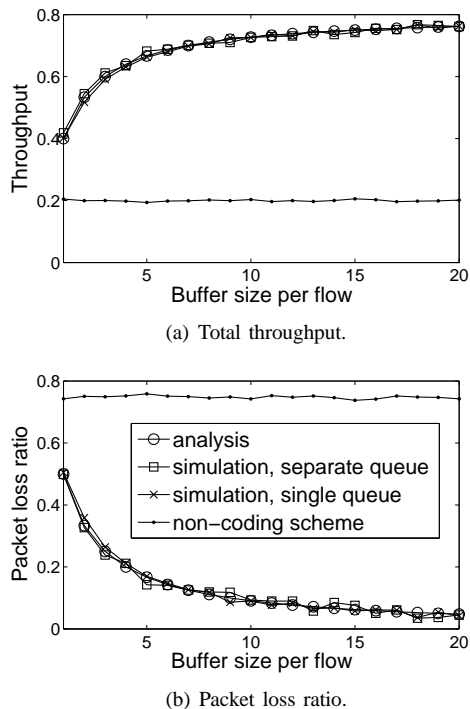 0.8
0.6
0.4
0.2
0
Throughput
5 10 15 20
Buffer size per flow
(a) Total throughput.
0.8
0.6
0.4
0.2
0
Packet loss ratio
analysis
simulation, separate queue
simulation, single queue
non−coding scheme
5 10 15 20
Buffer size per flow
(b) Packet loss ratio.